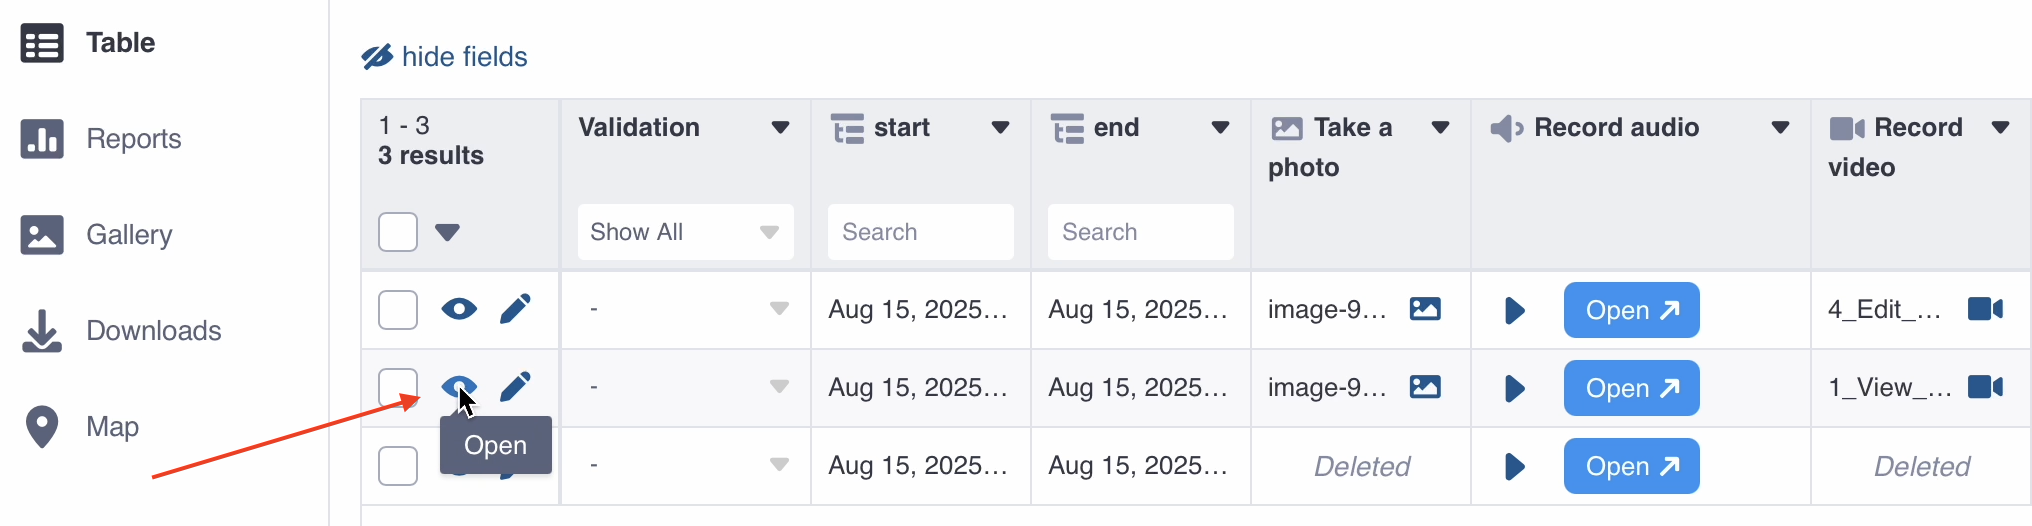 Table
Reports
Gallery
Downloads
Map
hide fields
1 - 3
3 results
Validation
start
end
Take a
photo
Record audio
Record
video
Show All
Search
Search
-
Aug 15, 2025...
Aug 15, 2025...
image-9...
Open
4_Edit_...
-
Aug 15, 2025...
Aug 15, 2025...
image-9...
Open
1_View_...
Open
-
Aug 15, 2025...
Aug 15, 2025...
Deleted
Open
Deleted